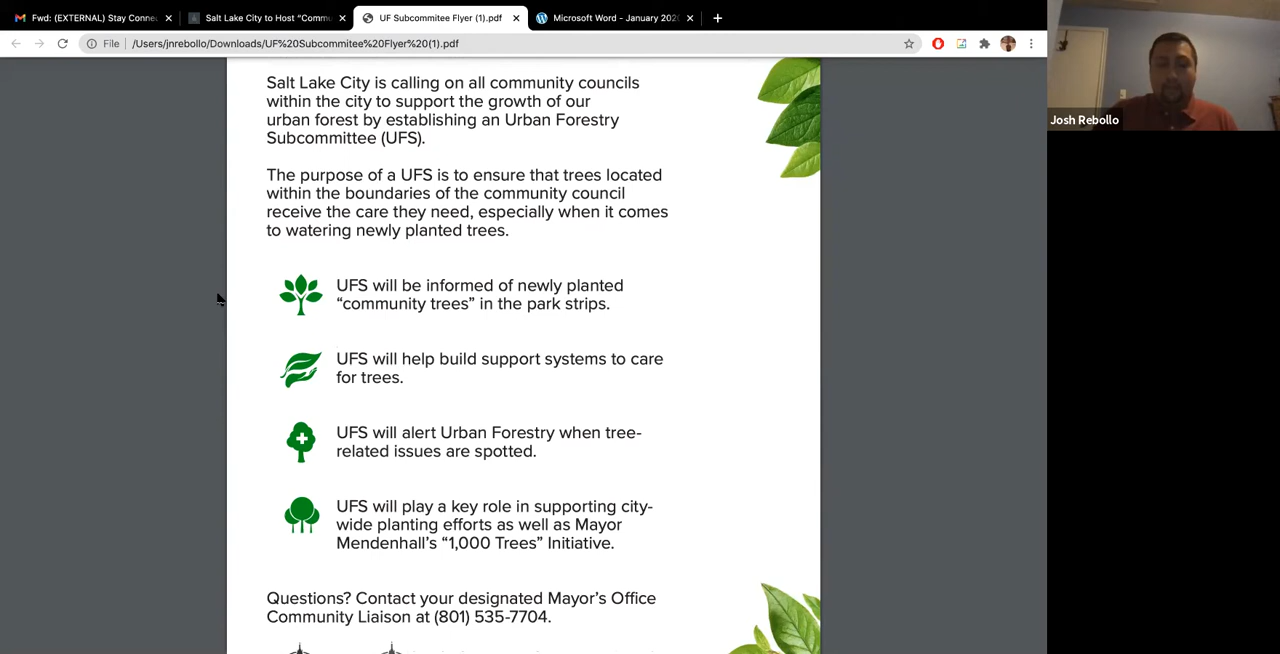 Fwd: (EXTERNAL) Stay Conne
Salt Lake City to Host "Commu
UF Subcommitee Flyer (1).pdf
Microsoft Word - January 202
File /Users/jnrebollo/Downloads/UF%20Subcommitee%20Flyer%20(1).pdf
Josh Rebollo
Salt Lake City is calling on all community councils
within the city to support the growth of our
urban forest by establishing an Urban Forestry
Subcommittee (UFS).
The purpose of a UFS is to ensure that trees located
within the boundaries of the community council
receive the care they need, especially when it comes
to watering newly planted trees.
UFS will be informed of newly planted
“community trees” in the park strips.
UFS will help build support systems to care
for trees.
UFS will alert Urban Forestry when tree-
related issues are spotted.
UFS will play a key role in supporting city-
wide planting efforts as well as Mayor
Mendenhall’s “1,000 Trees” Initiative.
Questions? Contact your designated Mayor’s Office
Community Liaison at (801) 535-7704.